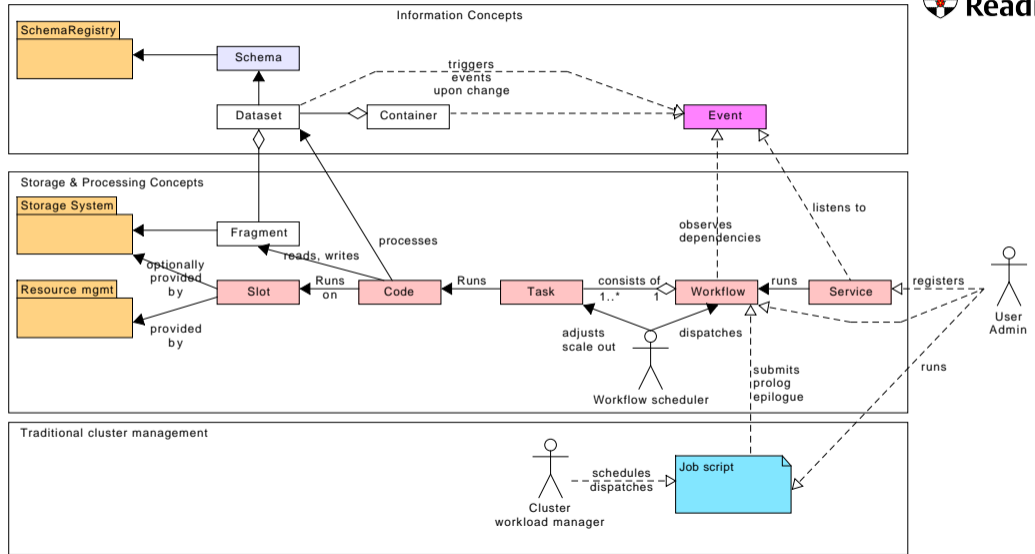 Information Concepts
Readi
SchemaRegistry
Schema
triggers
events
upon change
Dataset
Container
Event
Storage & Processing Concepts
Storage System
listens to
Fragment
observes
dependencies
processes
reads, writes
optionally
provided
by
Resource mgmt
Slot
Runs
on
Code
Runs
Task
consists of
1..*
1
Workflow
runs
Service
registers
User
Admin
provided
by
adjusts
scale out
dispatches
runs
submits
prolog
epilogue
Workflow scheduler
Traditional cluster management
Job script
schedules
dispatches
Cluster
workload manager